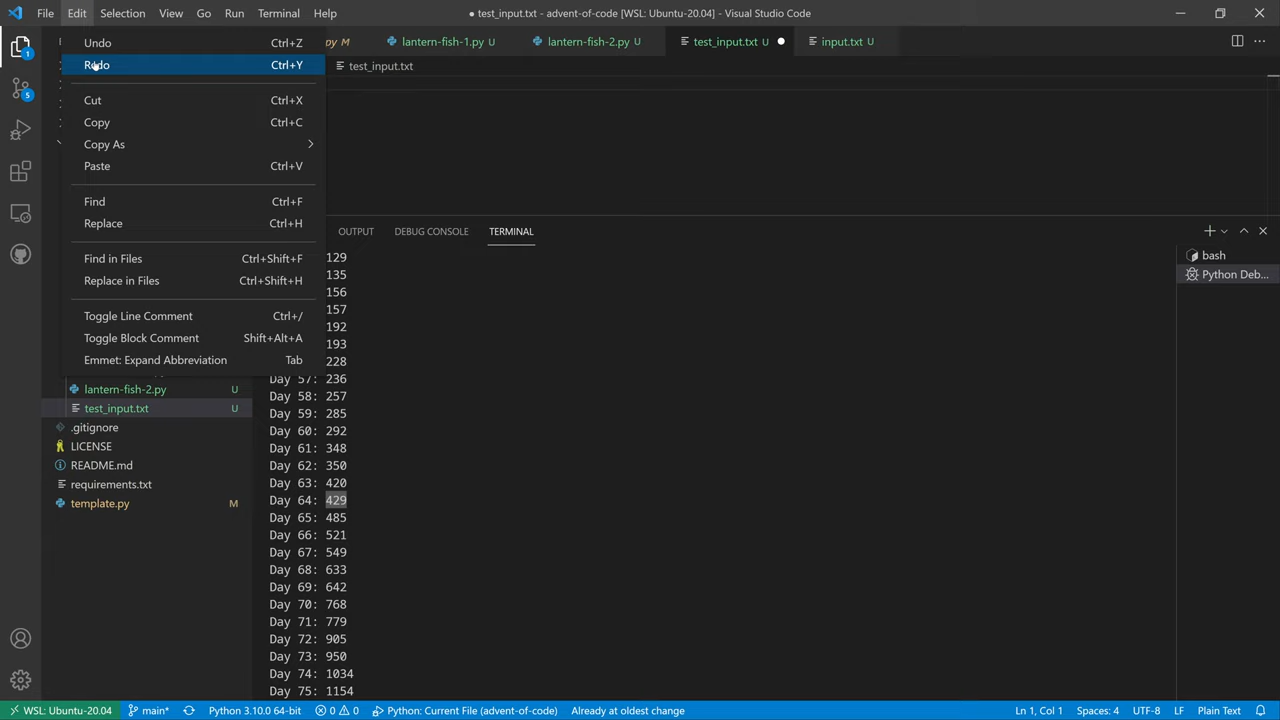 File Edit Selection View Go Run Terminal Help
● test_input.txt - advent-of-code [WSL: Ubuntu-20.04] - Visual Studio Code
py M
lantern-fish-1.py U
lantern-fish-2.py U
test_input.txt U ●
input.txt U
Undo Ctrl+Z
Redo Ctrl+Y
test_input.txt
Cut Ctrl+X
Copy Ctrl+C
Copy As
Paste Ctrl+V
Find Ctrl+F
Replace Ctrl+H
Find in Files Ctrl+Shift+F
Replace in Files Ctrl+Shift+H
Toggle Line Comment Ctrl+/
Toggle Block Comment Shift+Alt+A
Emmet: Expand Abbreviation Tab
1
5
lantern-fish-2.py U
test_input.txt U
.gitignore
LICENSE
README.md
requirements.txt
template.py M
OUTPUT DEBUG CONSOLE TERMINAL
129
135
156
157
192
193
228
Day 57: 236
Day 58: 257
Day 59: 285
Day 60: 292
Day 61: 348
Day 62: 350
Day 63: 420
Day 64: 429
Day 65: 485
Day 66: 521
Day 67: 549
Day 68: 633
Day 69: 642
Day 70: 768
Day 71: 779
Day 72: 905
Day 73: 950
Day 74: 1034
Day 75: 1154
bash
Python Deb...
WSL: Ubuntu-20.04 main* Python 3.10.0 64-bit 0 0 Python: Current File (advent-of-code) Already at oldest change Ln 1, Col 1 Spaces: 4 UTF-8 LF Plain Text